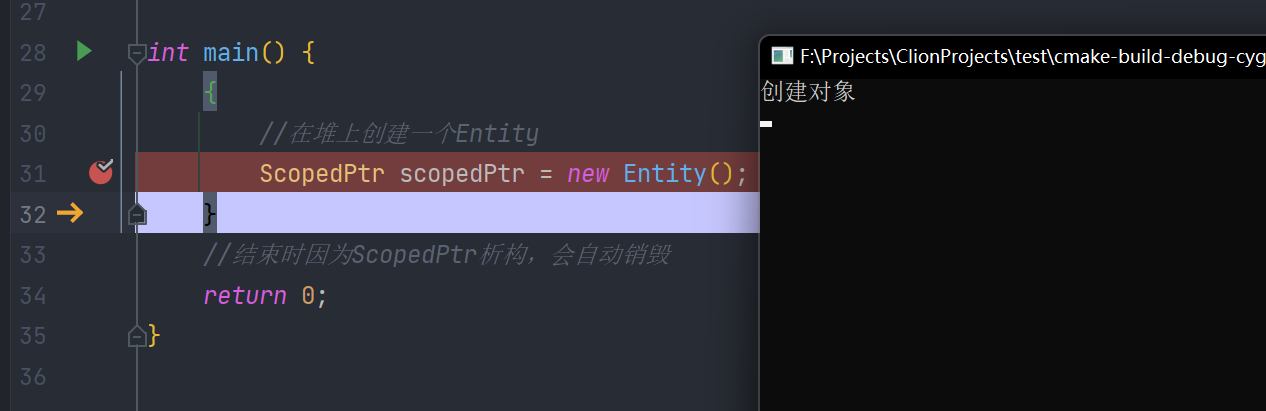 27
28 int main() {
29 {
30 //在堆上创建一个Entity
31 ScopedPtr scopedPtr = new Entity();
32 }
33 //结束时因为ScopedPtr析构，会自动销毁
34 return 0;
35 }
36
F:\Projects\ClionProjects\test\cmake-build-debug-cyg
创建对象